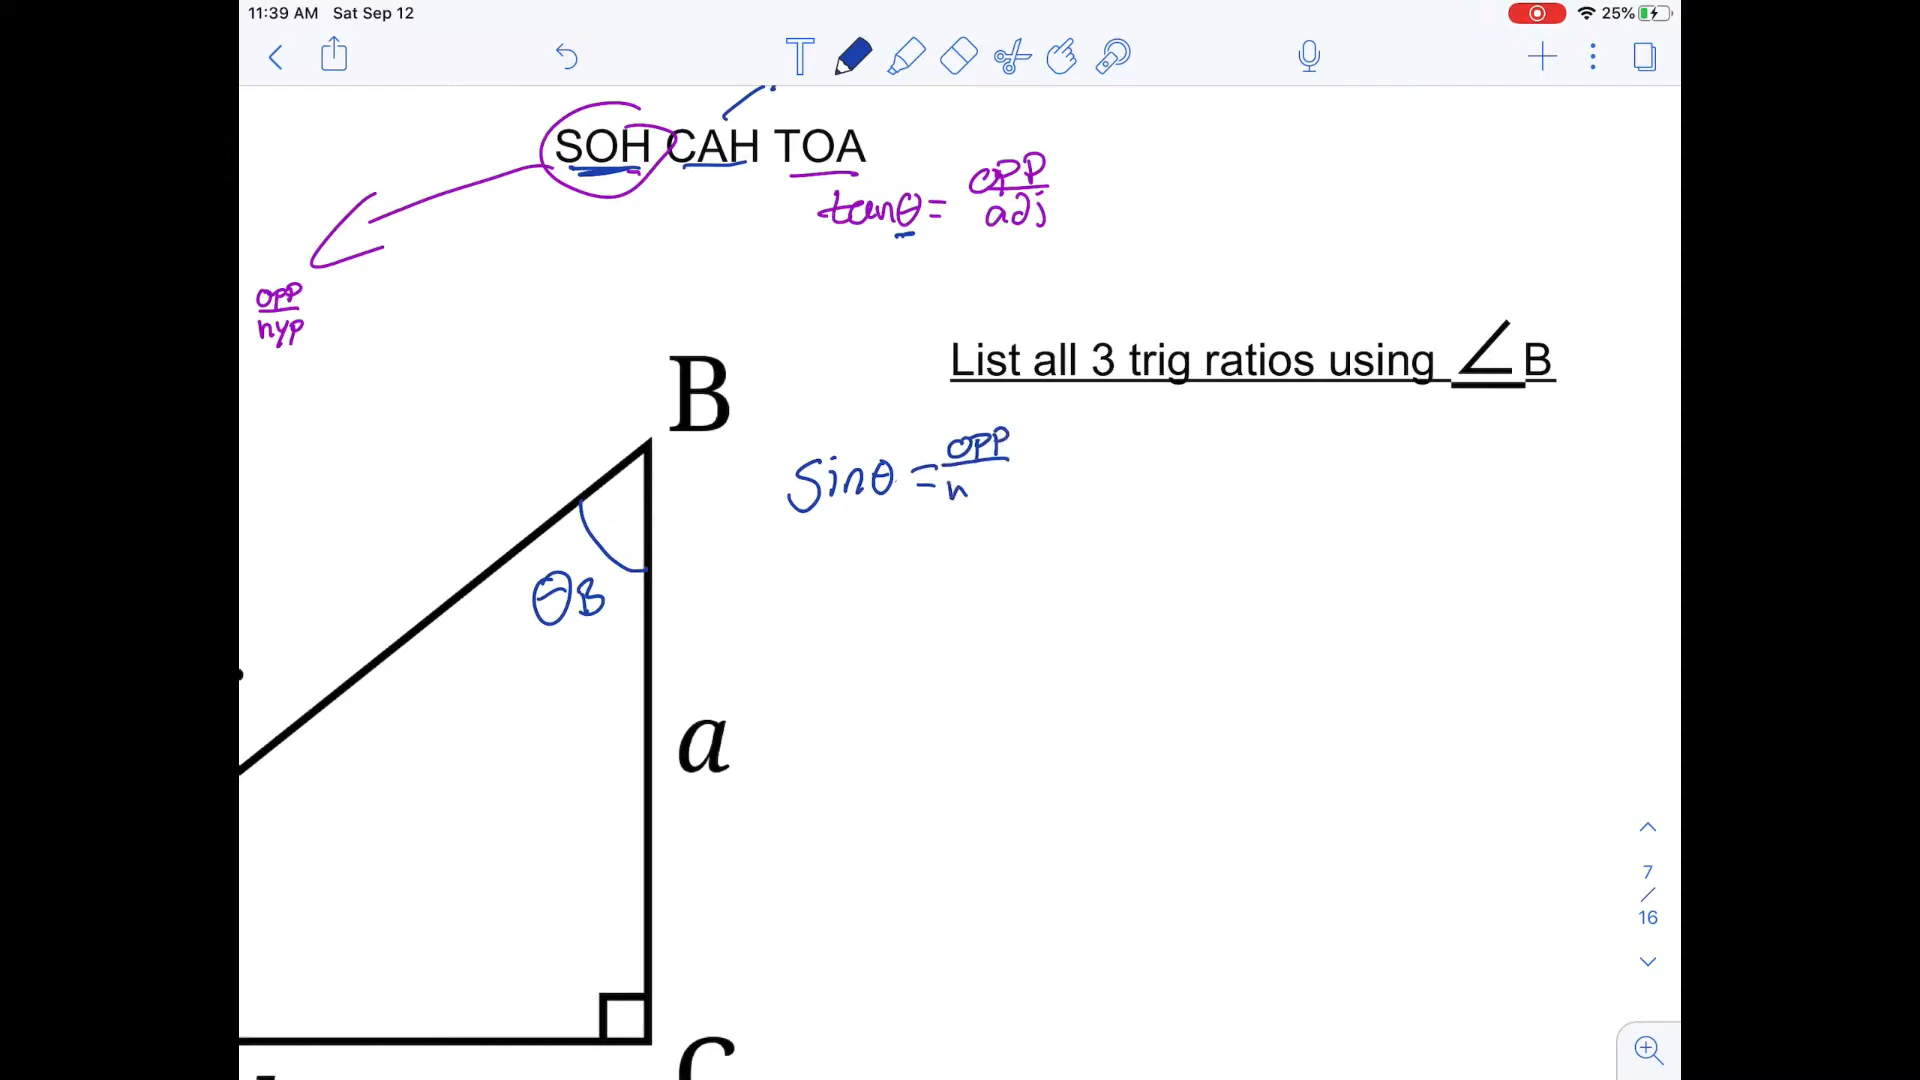 11:39 AM Sat Sep 12
25%
T
SOH CAH TOA
tanθ = opp/adj
opp/hyp
List all 3 trig ratios using ∠B
B
sinθ = opp/h
θB
a
7
/
16
C